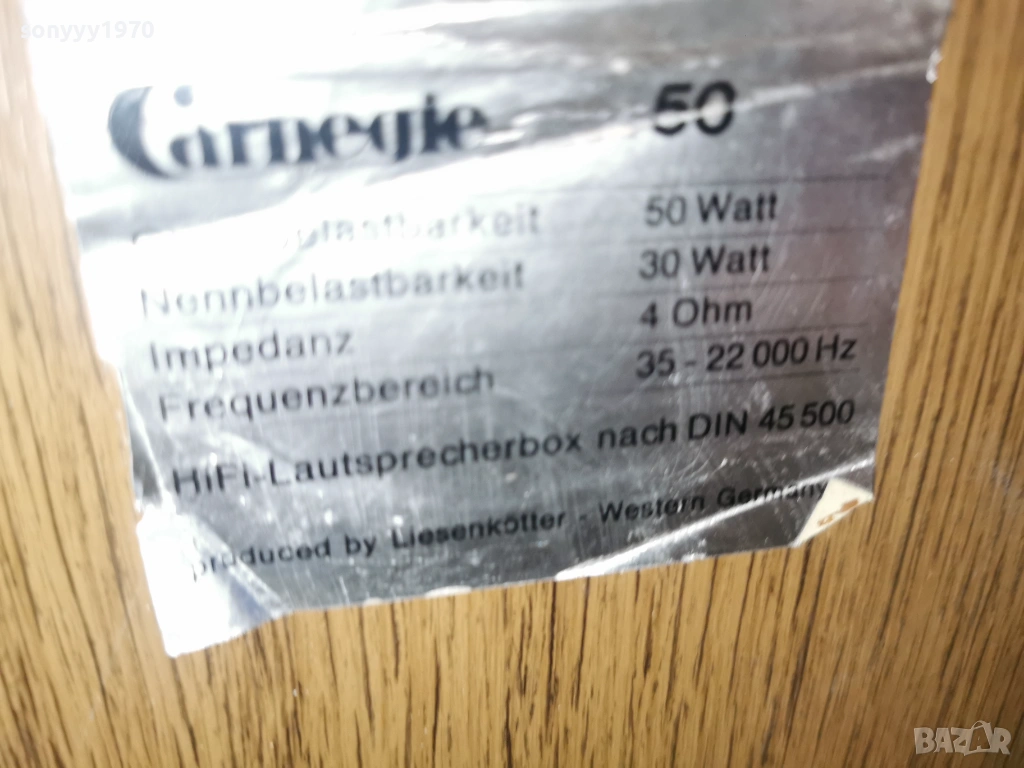 sonyyy1970
Carnegie 50
50 Watt
Nennbelastbarkeit 30 Watt
Impedanz 4 Ohm
Frequenzbereich 35 - 22 000 Hz
HiFi-Lautsprecherbox nach DIN 45 500
produced by Liesenkötter - Western Germany
BAZAR